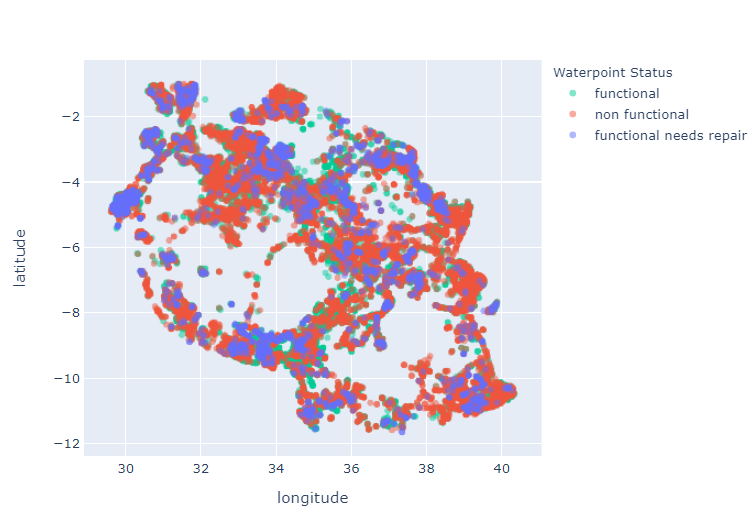 Waterpoint Status
functional
non functional
functional needs repair
latitude
−2
−4
−6
−8
−10
−12
30 32 34 36 38 40
longitude